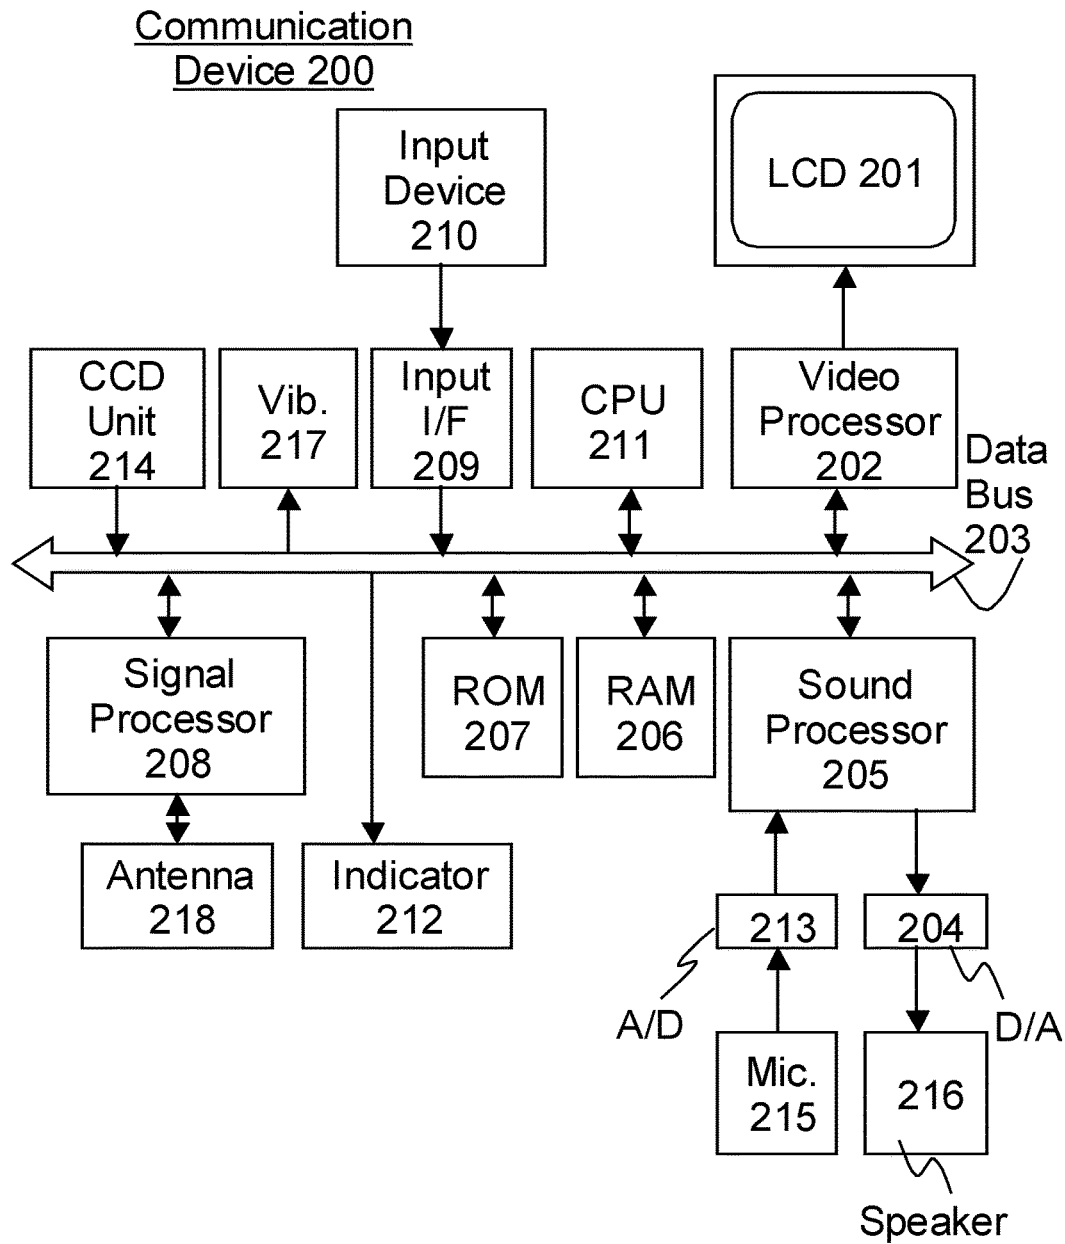 Communication
Device 200
Input
Device
210
LCD 201
CCD
Unit
214
Vib.
217
Input
I/F
209
CPU
211
Video
Processor
202
Data
Bus
203
Signal
Processor
208
ROM
207
RAM
206
Sound
Processor
205
Antenna
218
Indicator
212
213
204
A/D
D/A
Mic.
215
216
Speaker